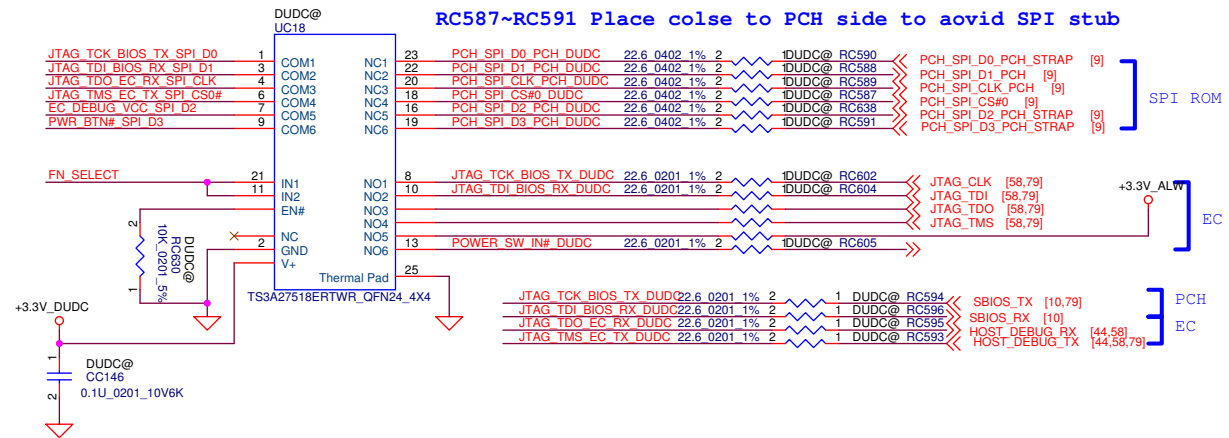 RC587~RC591 Place colse to PCH side to aovid SPI stub
DUDC@
UC18
JTAG_TCK_BIOS_TX_SPI_D0 1 COM1 NC1 23 PCH_SPI_D0_PCH_DUDC 22.6_0402_1% 2 1 DUDC@ RC590 PCH_SPI_D0_PCH_STRAP [9]
JTAG_TDI_BIOS_RX_SPI_D1 3 COM2 NC2 22 PCH_SPI_D1_PCH_DUDC 22.6_0402_1% 2 1 DUDC@ RC588 PCH_SPI_D1_PCH [9]
JTAG_TDO_EC_RX_SPI_CLK 4 COM3 NC3 20 PCH_SPI_CLK_PCH_DUDC 22.6_0402_1% 2 1 DUDC@ RC589 PCH_SPI_CLK_PCH [9]
JTAG_TMS_EC_TX_SPI_CS0# 6 COM4 NC4 18 PCH_SPI_CS#0_DUDC 22.6_0402_1% 2 1 DUDC@ RC587 PCH_SPI_CS#0 [9]
EC_DEBUG_VCC_SPI_D2 7 COM5 NC5 16 PCH_SPI_D2_PCH_DUDC 22.6_0402_1% 2 1 DUDC@ RC638 PCH_SPI_D2_PCH_STRAP [9]
PWR_BTN#_SPI_D3 9 COM6 NC6 19 PCH_SPI_D3_PCH_DUDC 22.6_0402_1% 2 1 DUDC@ RC591 PCH_SPI_D3_PCH_STRAP [9]
SPI ROM
FN_SELECT 21 IN1 NO1 8 JTAG_TCK_BIOS_TX_DUDC 22.6_0201_1% 2 1 DUDC@ RC602 JTAG_CLK [58,79]
11 IN2 NO2 10 JTAG_TDI_BIOS_RX_DUDC 22.6_0201_1% 2 1 DUDC@ RC604 JTAG_TDI [58,79]
EN# NO3 JTAG_TDO [58,79]
NO4 JTAG_TMS [58,79]
+3.3V_ALW
EC
NC NO5
2 GND NO6 13 POWER_SW_IN#_DUDC 22.6_0201_1% 2 1 DUDC@ RC605
V+
Thermal Pad 25
TS3A27518ERTWR_QFN24_4X4
2 1
DUDC@
RC630
10K_0201_5%
+3.3V_DUDC
1 2
DUDC@
CC146
0.1U_0201_10V6K
JTAG_TCK_BIOS_TX_DUDC 22.6_0201_1% 2 1 DUDC@ RC594 SBIOS_TX [10,79]
JTAG_TDI_BIOS_RX_DUDC 22.6_0201_1% 2 1 DUDC@ RC596 SBIOS_RX [10]
JTAG_TDO_EC_RX_DUDC 22.6_0201_1% 2 1 DUDC@ RC595 HOST_DEBUG_RX [44,58]
JTAG_TMS_EC_TX_DUDC 22.6_0201_1% 2 1 DUDC@ RC593 HOST_DEBUG_TX [44,58,79]
PCH
EC